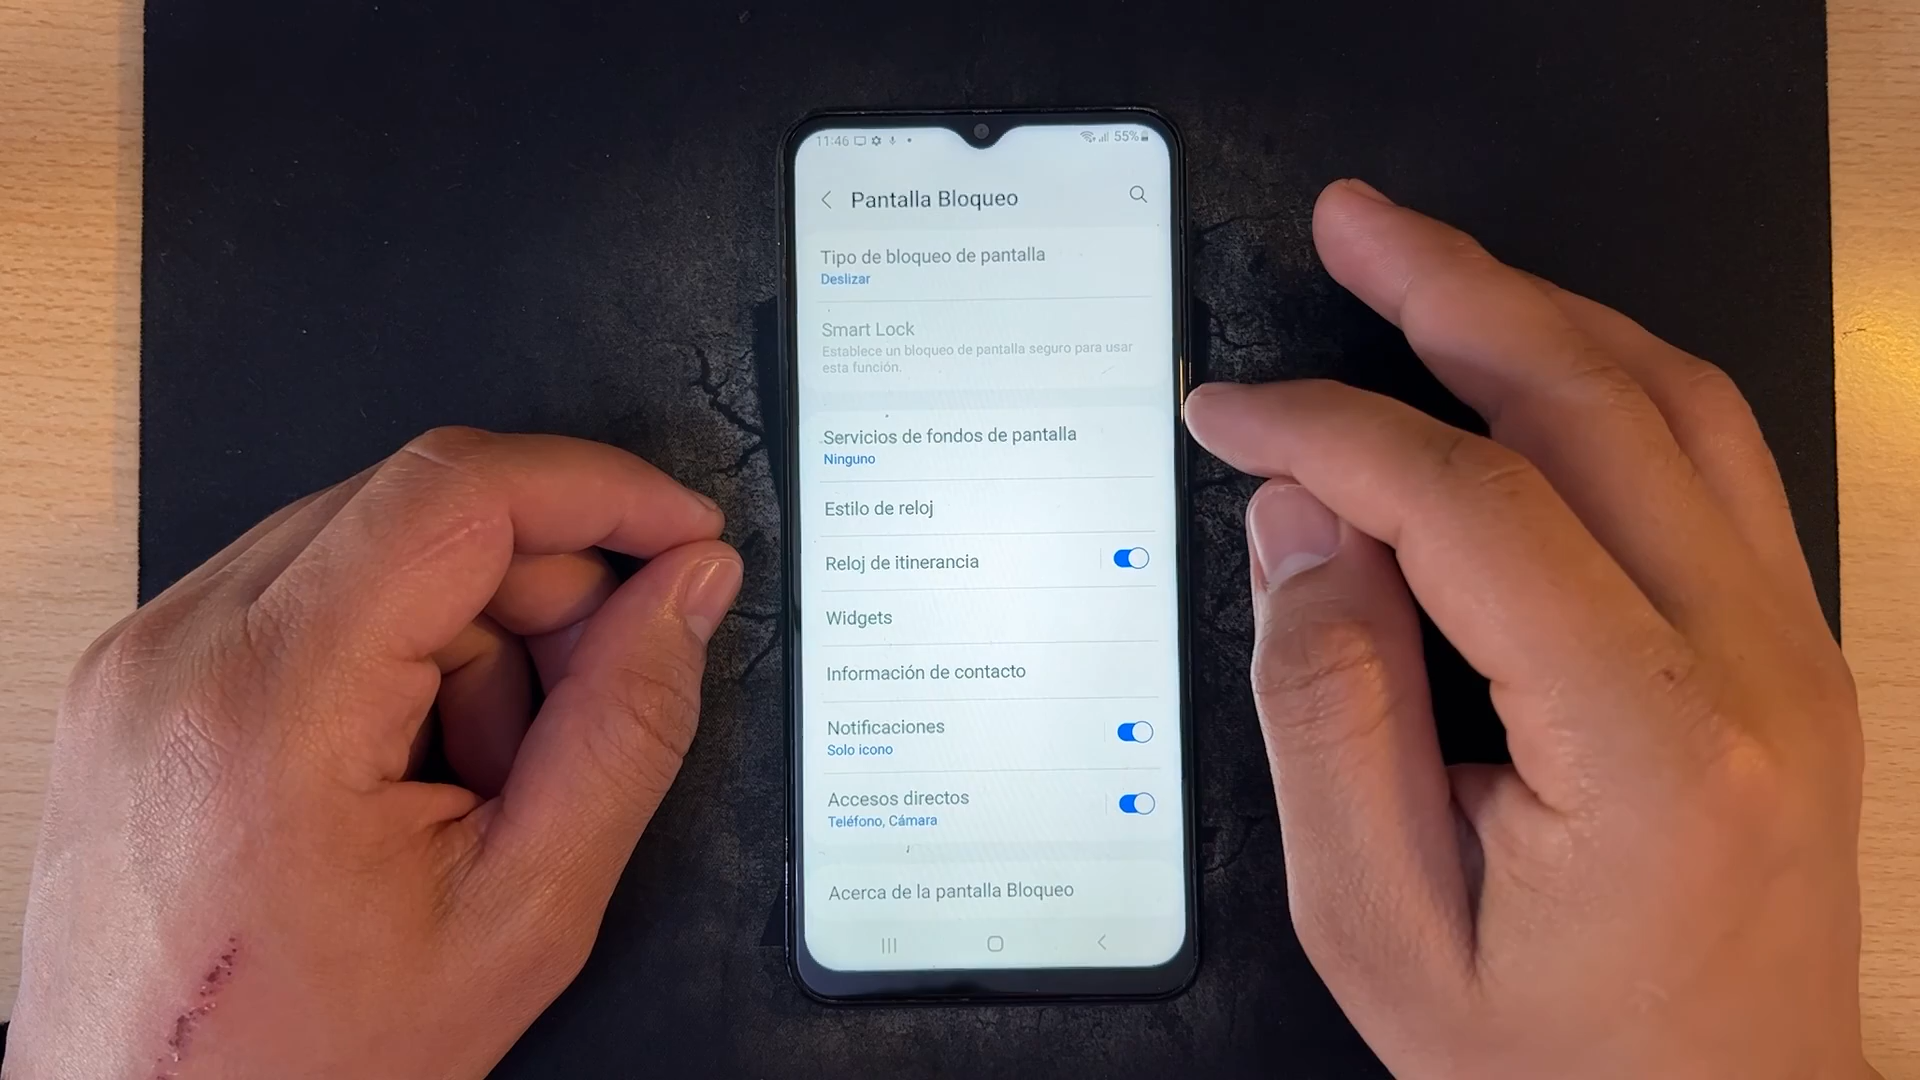 11:46
55%
Pantalla Bloqueo
Tipo de bloqueo de pantalla
Deslizar
Smart Lock
Establece un bloqueo de pantalla seguro para usar
esta función.
Servicios de fondos de pantalla
Ninguno
Estilo de reloj
Reloj de itinerancia
Widgets
Información de contacto
Notificaciones
Solo icono
Accesos directos
Teléfono, Cámara
Acerca de la pantalla Bloqueo